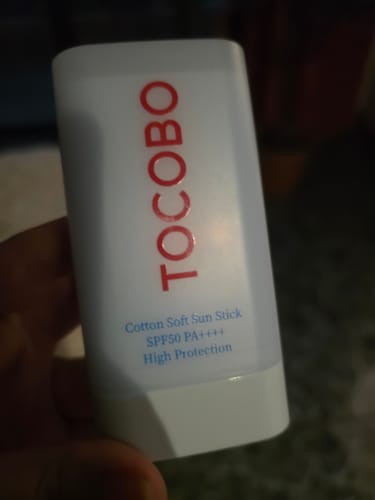 TOCOBO
Cotton Soft Sun Stick
SPF50 PA++++
High Protection